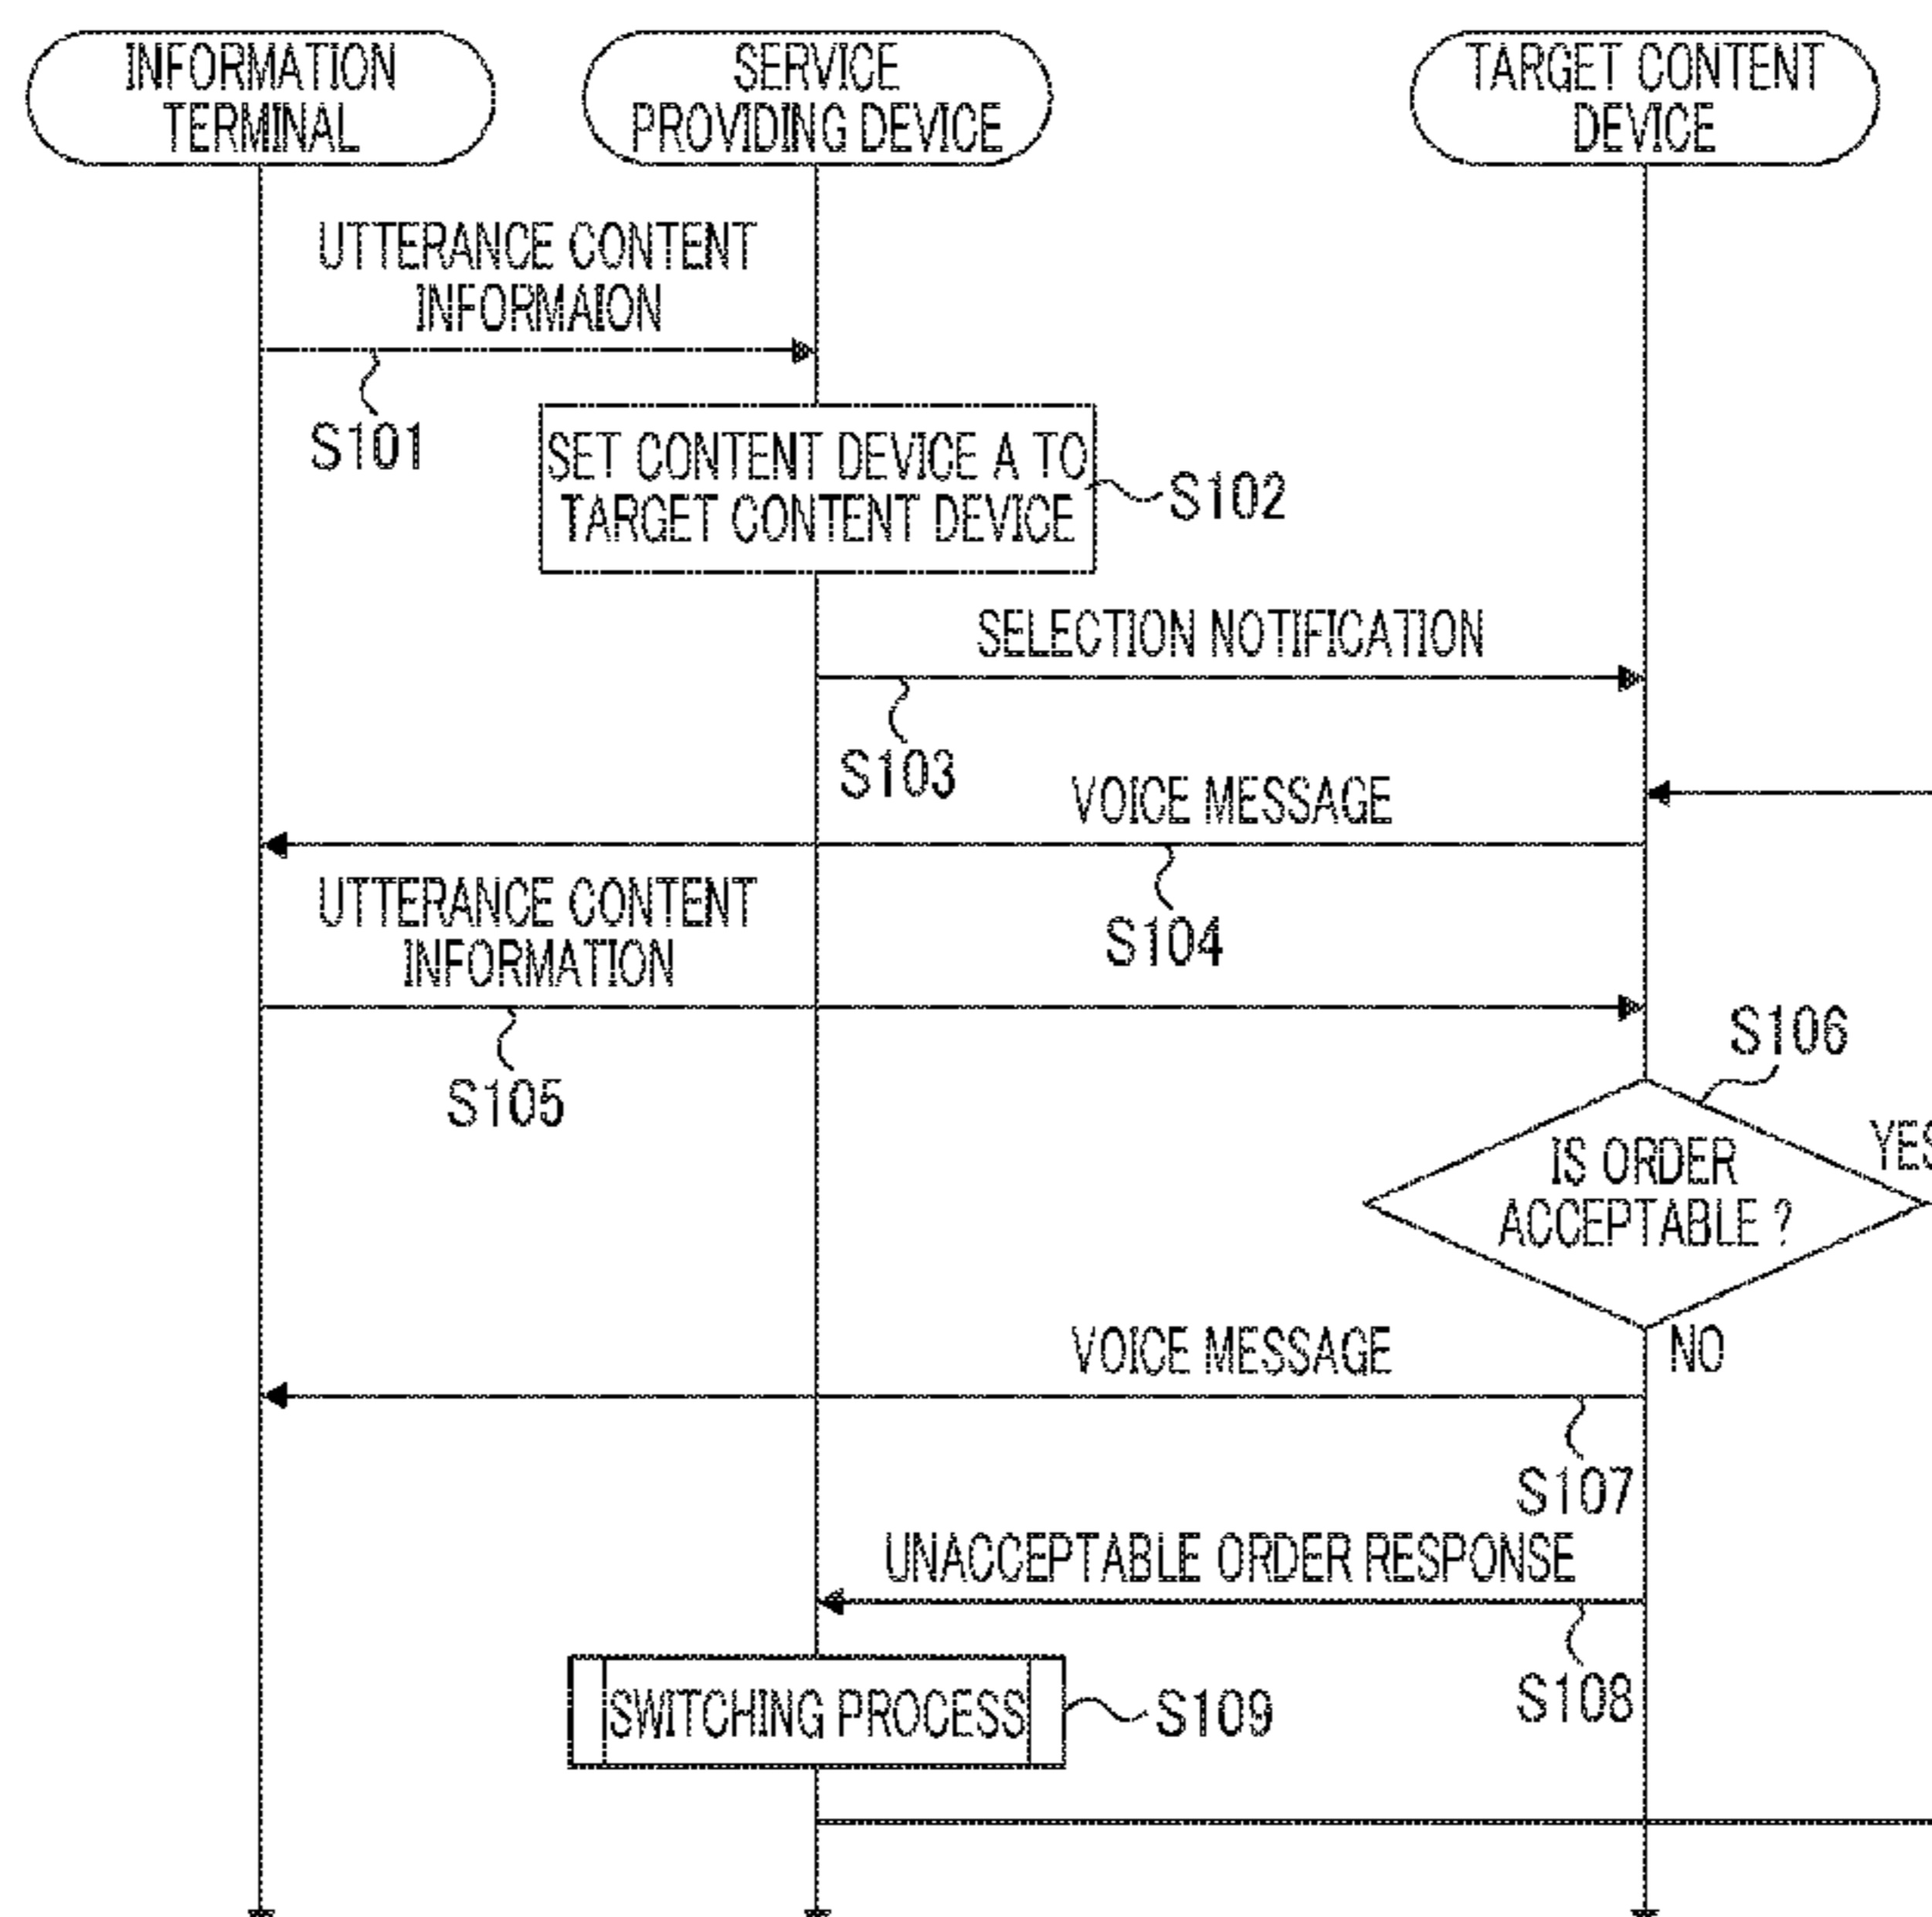 INFORMATION
TERMINAL
SERVICE
PROVIDING DEVICE
TARGET CONTENT
DEVICE
UTTERANCE CONTENT
INFORMAION
S101
SET CONTENT DEVICE A TO
TARGET CONTENT DEVICE
S102
SELECTION NOTIFICATION
S103
VOICE MESSAGE
S104
UTTERANCE CONTENT
INFORMATION
S105
S106
IS ORDER
ACCEPTABLE ?
YES
NO
VOICE MESSAGE
S107
UNACCEPTABLE ORDER RESPONSE
S108
SWITCHING PROCESS
S109